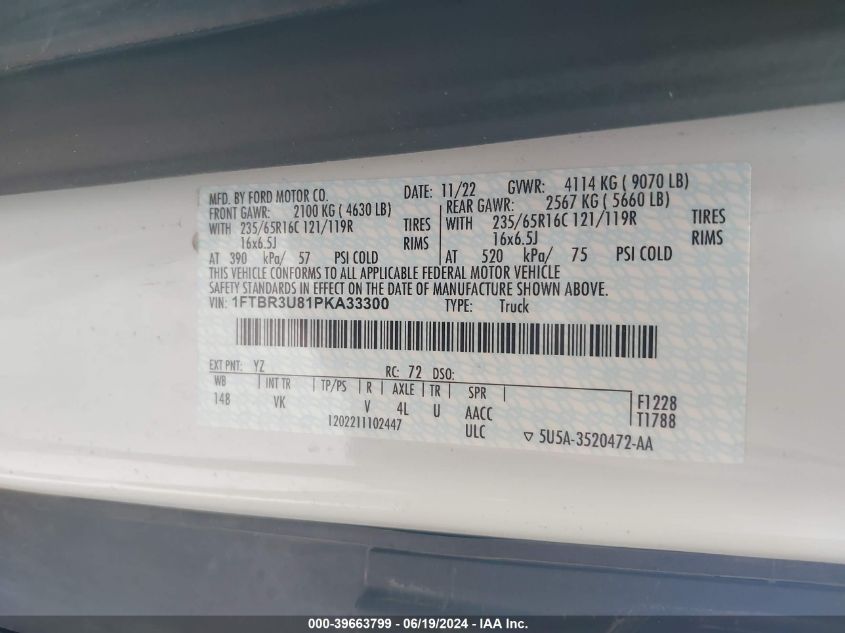 MFD. BY FORD MOTOR CO. DATE: 11/22 GVWR: 4114 KG ( 9070 LB)
FRONT GAWR: 2100 KG ( 4630 LB) REAR GAWR: 2567 KG ( 5660 LB)
WITH 235/65R16C 121/119R TIRES WITH 235/65R16C 121/119R TIRES
16x6.5J RIMS 16x6.5J RIMS
AT 390 kPa/ 57 PSI COLD AT 520 kPa/ 75 PSI COLD
THIS VEHICLE CONFORMS TO ALL APPLICABLE FEDERAL MOTOR VEHICLE
SAFETY STANDARDS IN EFFECT ON THE DATE OF MANUFACTURE SHOWN ABOVE.
VIN: 1FTBR3U81PKA33300 TYPE: Truck
EXT PNT: YZ RC: 72 DSO:
WB INT TR TP/PS R AXLE TR SPR
148 VK V 4L U AACC F1228
1202211102447 ULC T1788
5U5A-3520472-AA
000-39663799 - 06/19/2024 - IAA Inc.